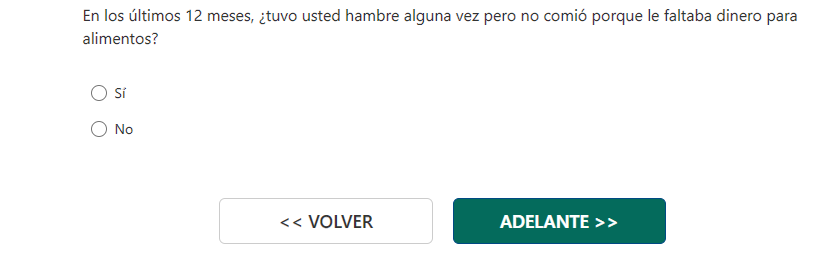 En los últimos 12 meses, ¿tuvo usted hambre alguna vez pero no comió porque le faltaba dinero para
alimentos?
Sí
No
<< VOLVER
ADELANTE >>